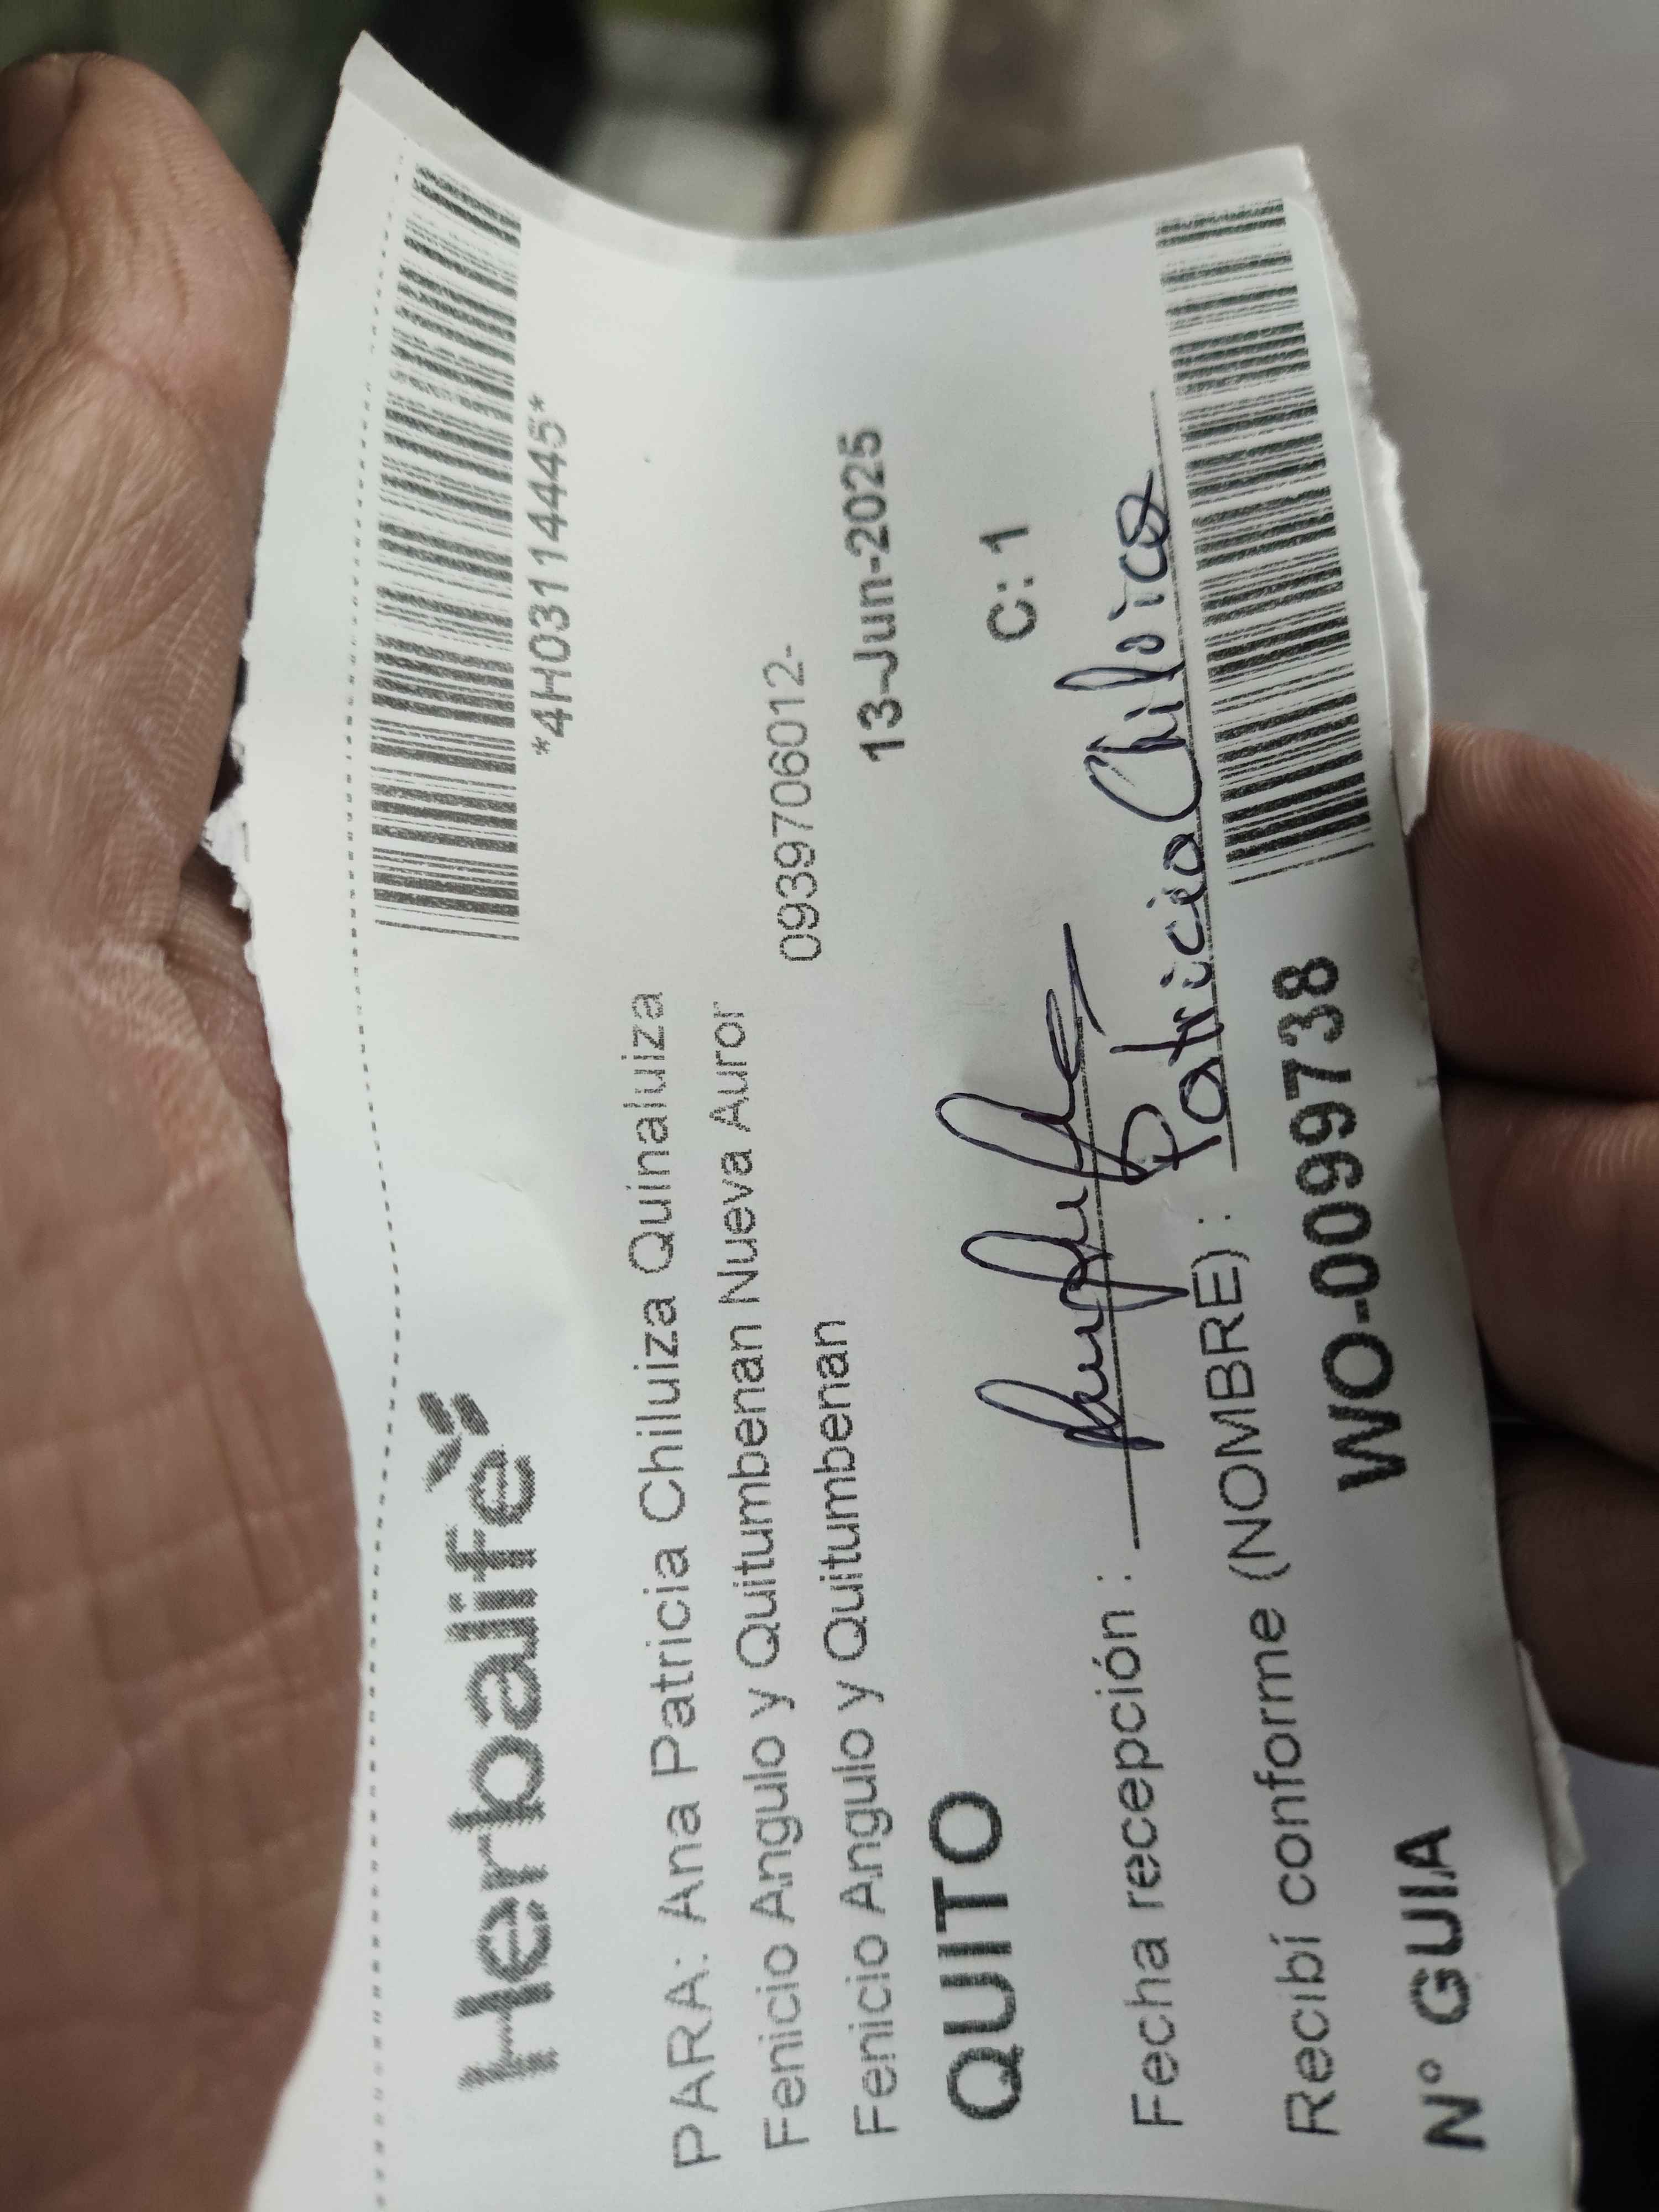 Herbalife
*4H03114445*
PARA: Ana Patricia Chiluiza Quinaluiza
Fenicio Angulo y Quitumbenan Nueva Auror
0939706012-
Fenicio Angulo y Quitumbenan
13-Jun-2025
QUITO
C: 1
Fecha recepción :
Recibí conforme (NOMBRE) : Patricia Chiluiza
N° GUIA WO-0099738